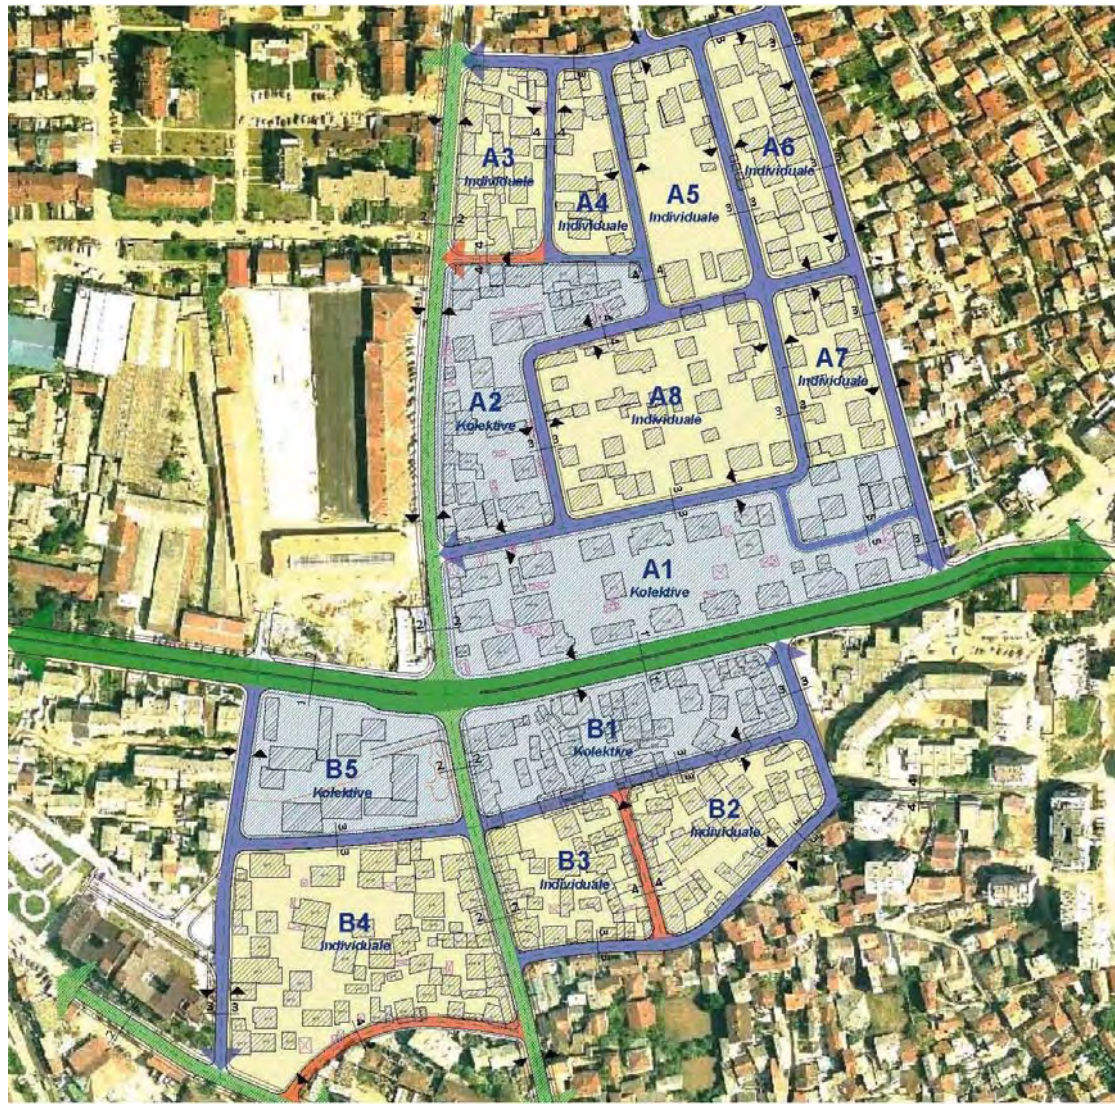 A3
Individuale
A4
Individuale
A5
Individuale
A6
Individuale
A2
Kolektive
A8
Individuale
A7
Individuale
A1
Kolektive
B1
Kolektive
B5
Kolektive
B2
Individuale
B3
Individuale
B4
Individuale